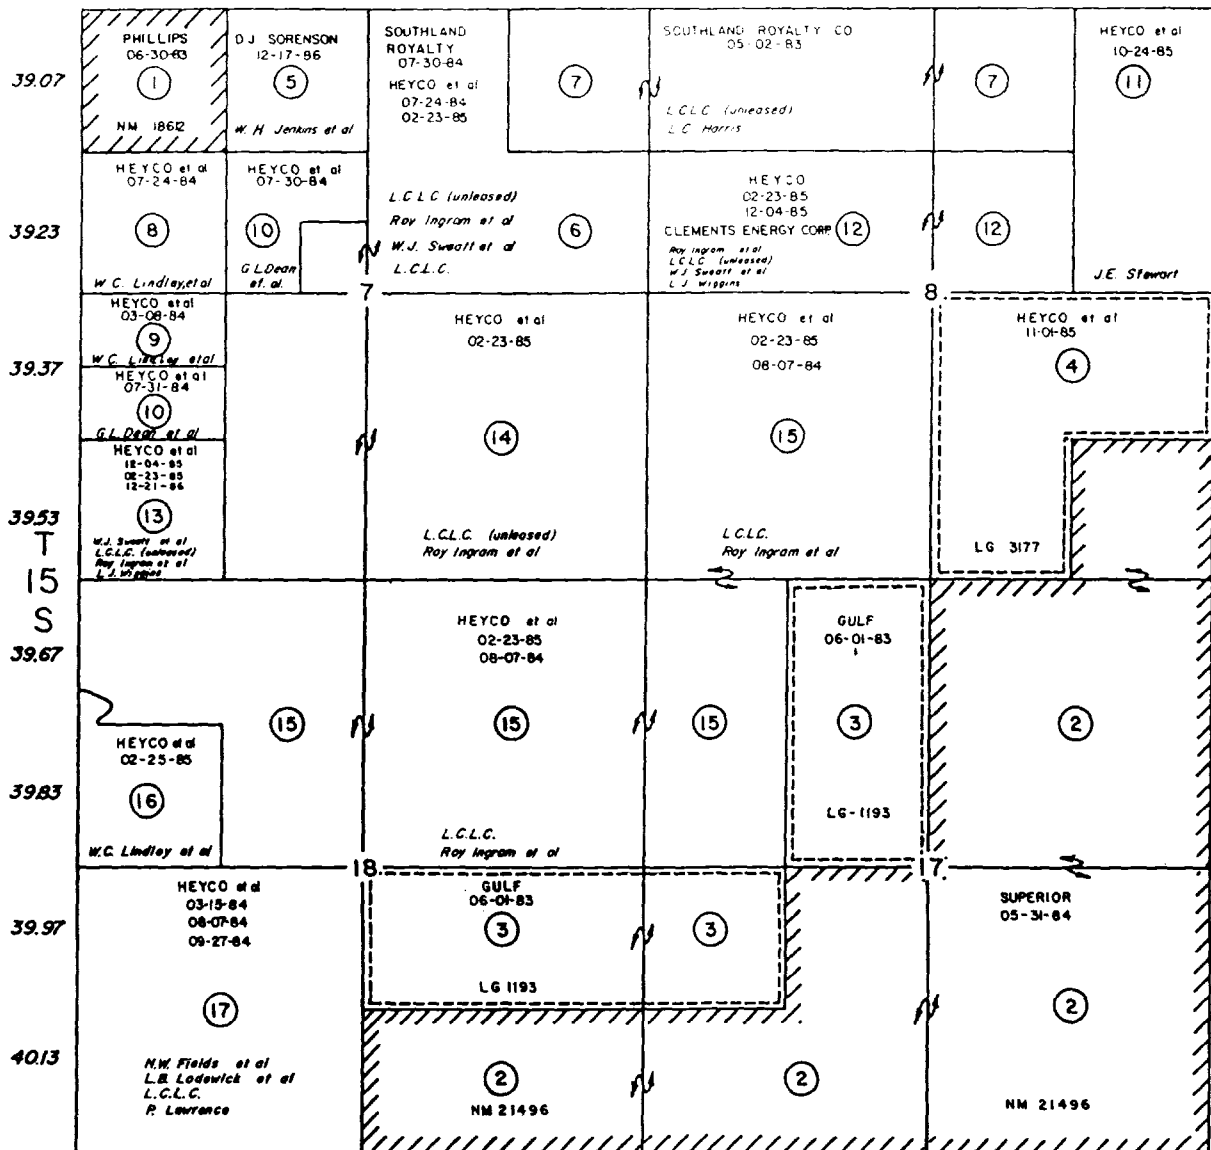 39.07
39.23
39.37
39.53
T
15
S
39.67
39.83
39.97
40.13
PHILLIPS
06-30-83
1
NM 18612
D.J. SORENSON
12-17-86
5
W. H. Jenkins et al
SOUTHLAND
ROYALTY
07-30-84
HEYCO et al
07-24-84
02-23-85
7
L.C.L.C (unleased)
Roy Ingram et al
W.J. Sweatt et al
L.C.L.C.
6
SOUTHLAND ROYALTY CO
05-02-83
L.C.L.C (unleased)
L.C. Harris
7
HEYCO et al
10-24-85
11
J.E. Stewart
HEYCO et al
07-24-84
8
W. C. Lindley, et al
HEYCO et al
07-30-84
10
G L.Dean
et. al.
7
HEYCO
02-23-85
12-04-85
CLEMENTS ENERGY CORP.
12
Roy Ingram et al
L.C.L.C (unleased)
W.J. Sweatt et al
L.J. Wiggins
12
8
HEYCO et al
03-08-84
9
W. C. Lindley et al
HEYCO et al
07-31-84
10
G.L.Dean et al
HEYCO et al
12-04-85
02-23-85
12-21-86
13
W.J. Sweatt et al
L.C.L.C. (unleased)
Roy Ingram et al
L.J. Wiggins
HEYCO et al
02-23-85
14
L.C.L.C. (unleased)
Roy Ingram et al
HEYCO et al
02-23-85
08-07-84
15
L.C.L.C.
Roy Ingram et al
HEYCO et al
11-01-85
4
LG 3177
15
HEYCO et al
02-25-85
16
W.C. Lindley et al
HEYCO et al
02-23-85
08-07-84
15
L.C.L.C.
Roy Ingram et al
15
GULF
06-01-83
3
LG-1193
2
18
17
HEYCO et al
03-15-84
08-07-84
09-27-84
17
N.W. Fields et al
L.B. Lodewick et al
L.C.L.C.
P. Lawrence
GULF
06-01-83
3
3
LG 1193
2
NM 21496
2
SUPERIOR
05-31-84
2
NM 21496